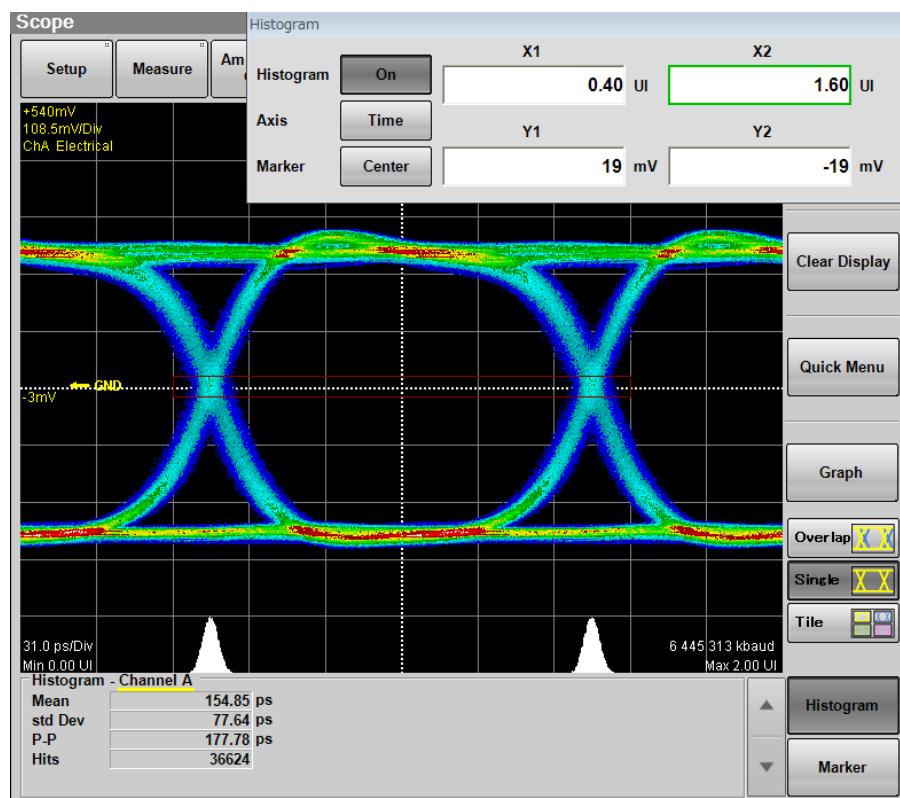 Scope
Histogram
Setup
Measure
Am
Histogram
On
X1
0.40 UI
X2
1.60 UI
Axis
Time
Marker
Center
Y1
19 mV
Y2
-19 mV
+540mV
108.5mV/Div
ChA Electrical
Clear Display
Quick Menu
GND
-3mV
Graph
Overlap
Single
Tile
31.0 ps/Div
Min 0.00 UI
6 445 313 kbaud
Max 2.00 UI
Histogram - Channel A
Mean 154.85 ps
std Dev 77.64 ps
P-P 177.78 ps
Hits 36624
Histogram
Marker